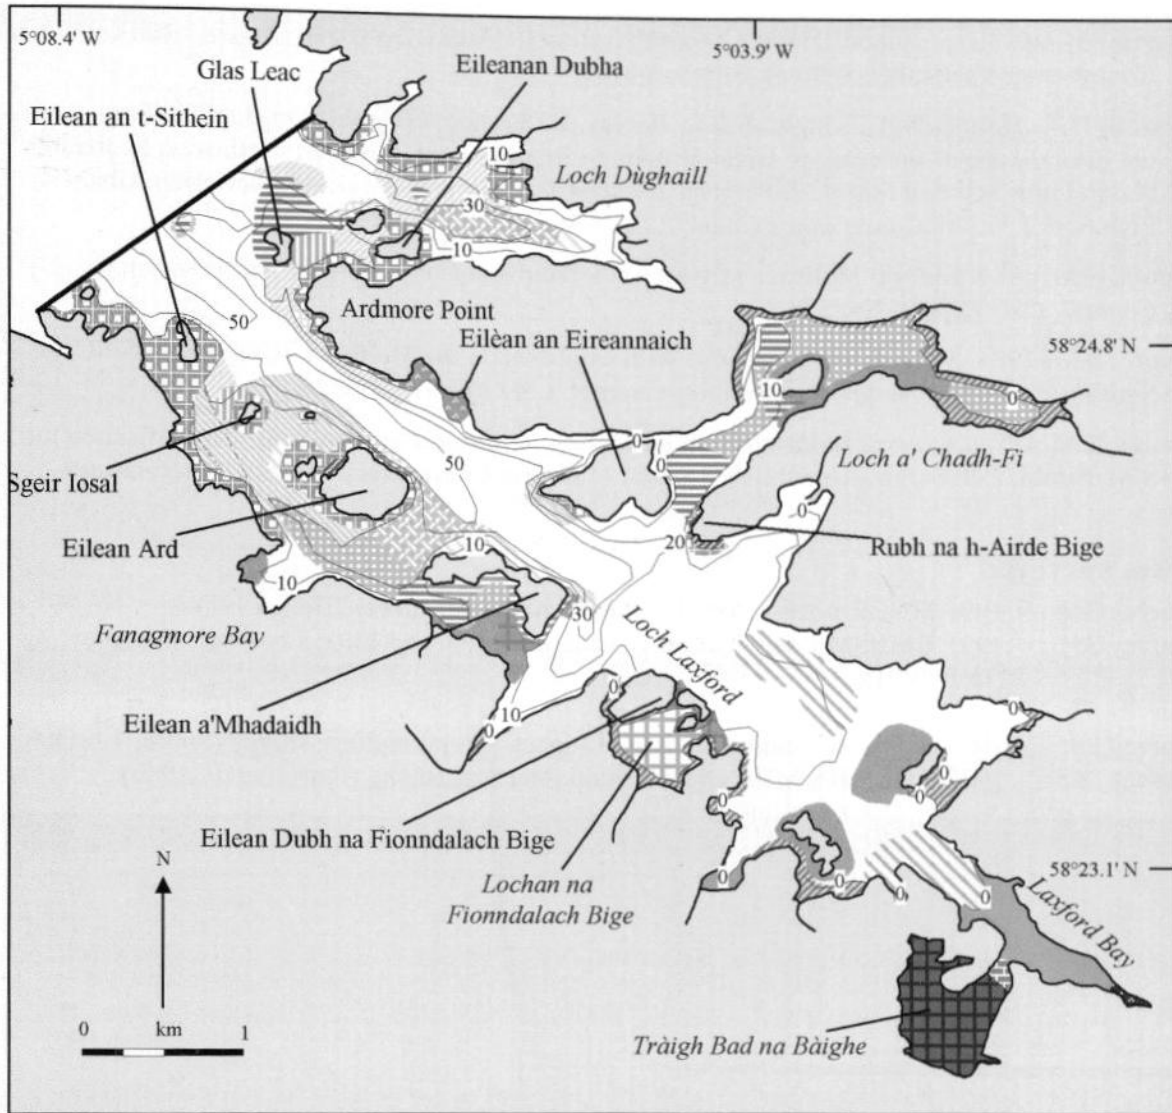 5°08.4' W
5°03.9' W
Glas Leac
Eileanan Dubha
Eilean an t-Sithein
10
Loch Dùghaill
30
10
50
Ardmore Point
Eilèan an Eireannaich
58°24.8' N
10
0
0
50
0
Loch a' Chadh-Fi
Sgeir Iosal
0
Eilean Ard
10
20
Rubh na h-Airde Bige
10
30
Fanagmore Bay
Loch Laxford
0
Eilean a'Mhadaidh
10
0
0
0
0
0
0
Eilean Dubh na Fionndalach Bige
58°23.1' N
N
Lochan na
Fionndalach Bige
0
0
0
0
Laxford Bay
0 km 1
Tràigh Bad na Bàighe